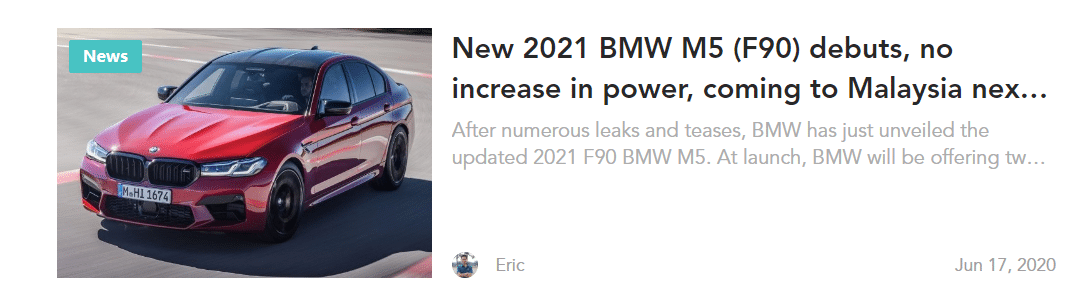 News
New 2021 BMW M5 (F90) debuts, no
increase in power, coming to Malaysia nex…
After numerous leaks and teases, BMW has just unveiled the
updated 2021 F90 BMW M5. At launch, BMW will be offering tw…
M HI 1674
Eric
Jun 17, 2020